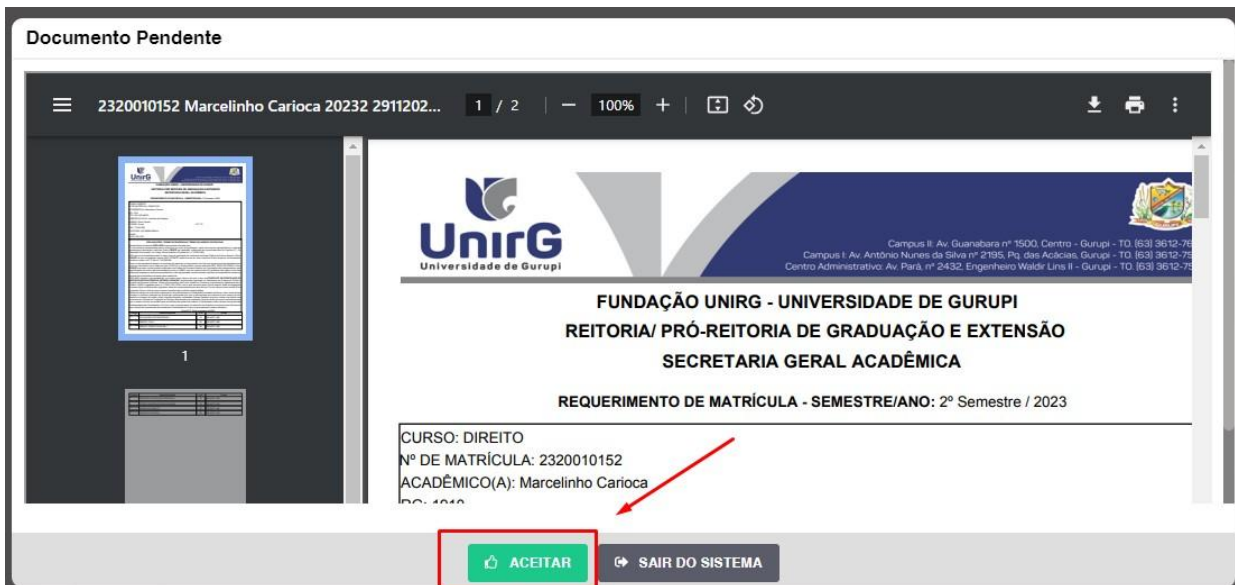 Documento Pendente
2320010152 Marcelinho Carioca 20232 2911202... 1 / 2 100%
UnirG
Universidade de Gurupi
Campus II: Av. Guanabara nº 1500, Centro - Gurupi - TO. (63) 3612-76
Campus I: Av. Antônio Nunes da Silva nº 2195, Pq. das Acácias, Gurupi - TO. (63) 3612-75
Centro Administrativo: Av. Pará, nº 2432, Engenheiro Waldir Lins II - Gurupi - TO. (63) 3612-75
FUNDAÇÃO UNIRG - UNIVERSIDADE DE GURUPI
REITORIA/ PRÓ-REITORIA DE GRADUAÇÃO E EXTENSÃO
SECRETARIA GERAL ACADÊMICA
REQUERIMENTO DE MATRÍCULA - SEMESTRE/ANO: 2º Semestre / 2023
CURSO: DIREITO
Nº DE MATRÍCULA: 2320010152
ACADÊMICO(A): Marcelinho Carioca
1
ACEITAR
SAIR DO SISTEMA